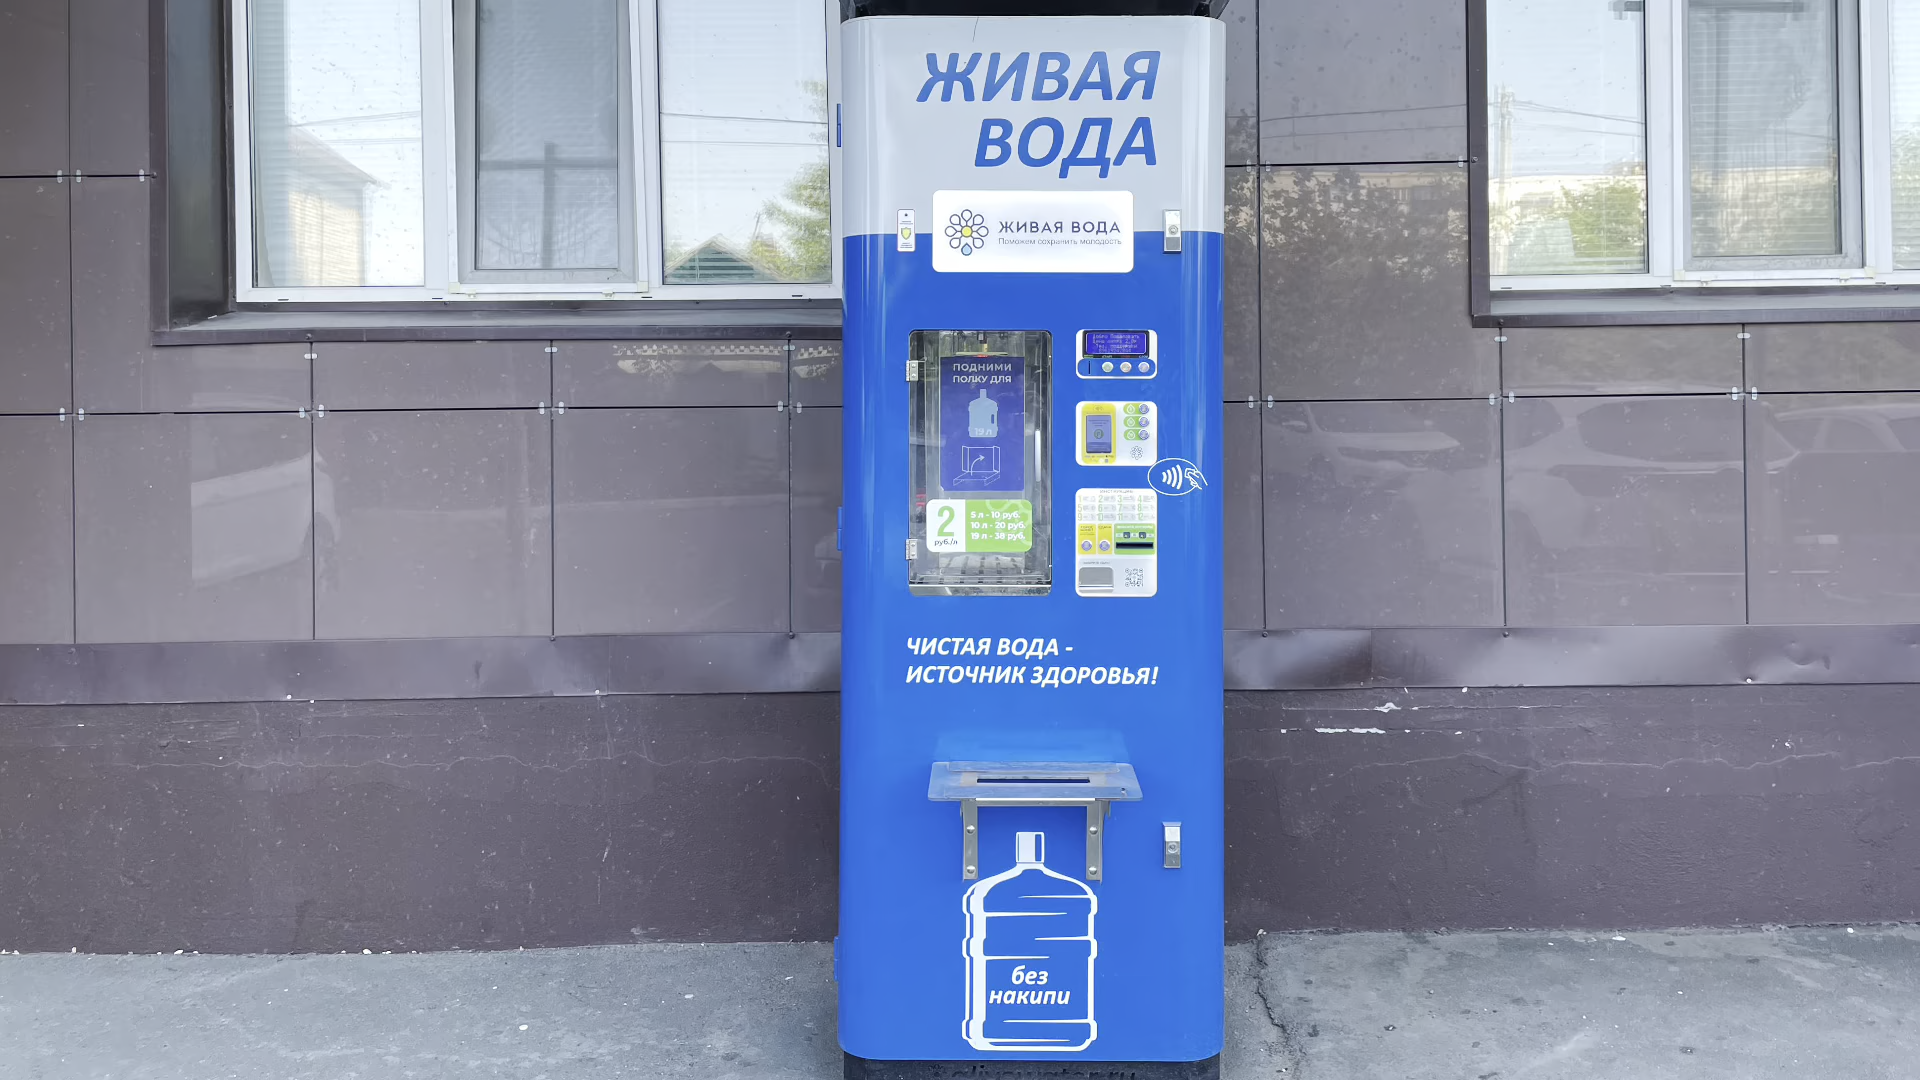 ЖИВАЯ
ВОДА
ЖИВАЯ ВОДА
Поможем сохранить молодость
ПОДНИМИ
ПОЛКУ ДЛЯ
19 л
2
руб./л
5 л - 10 руб.
10 л - 20 руб.
19 л - 38 руб.
ЧИСТАЯ ВОДА -
ИСТОЧНИК ЗДОРОВЬЯ!
без
накипи